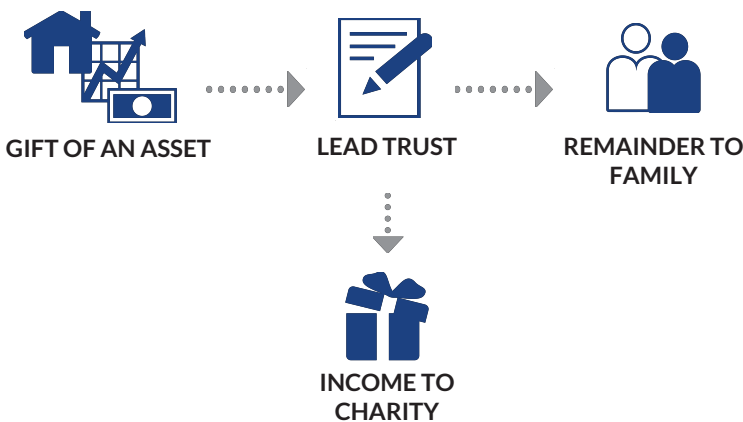 GIFT OF AN ASSET
LEAD TRUST
REMAINDER TO
FAMILY
INCOME TO
CHARITY